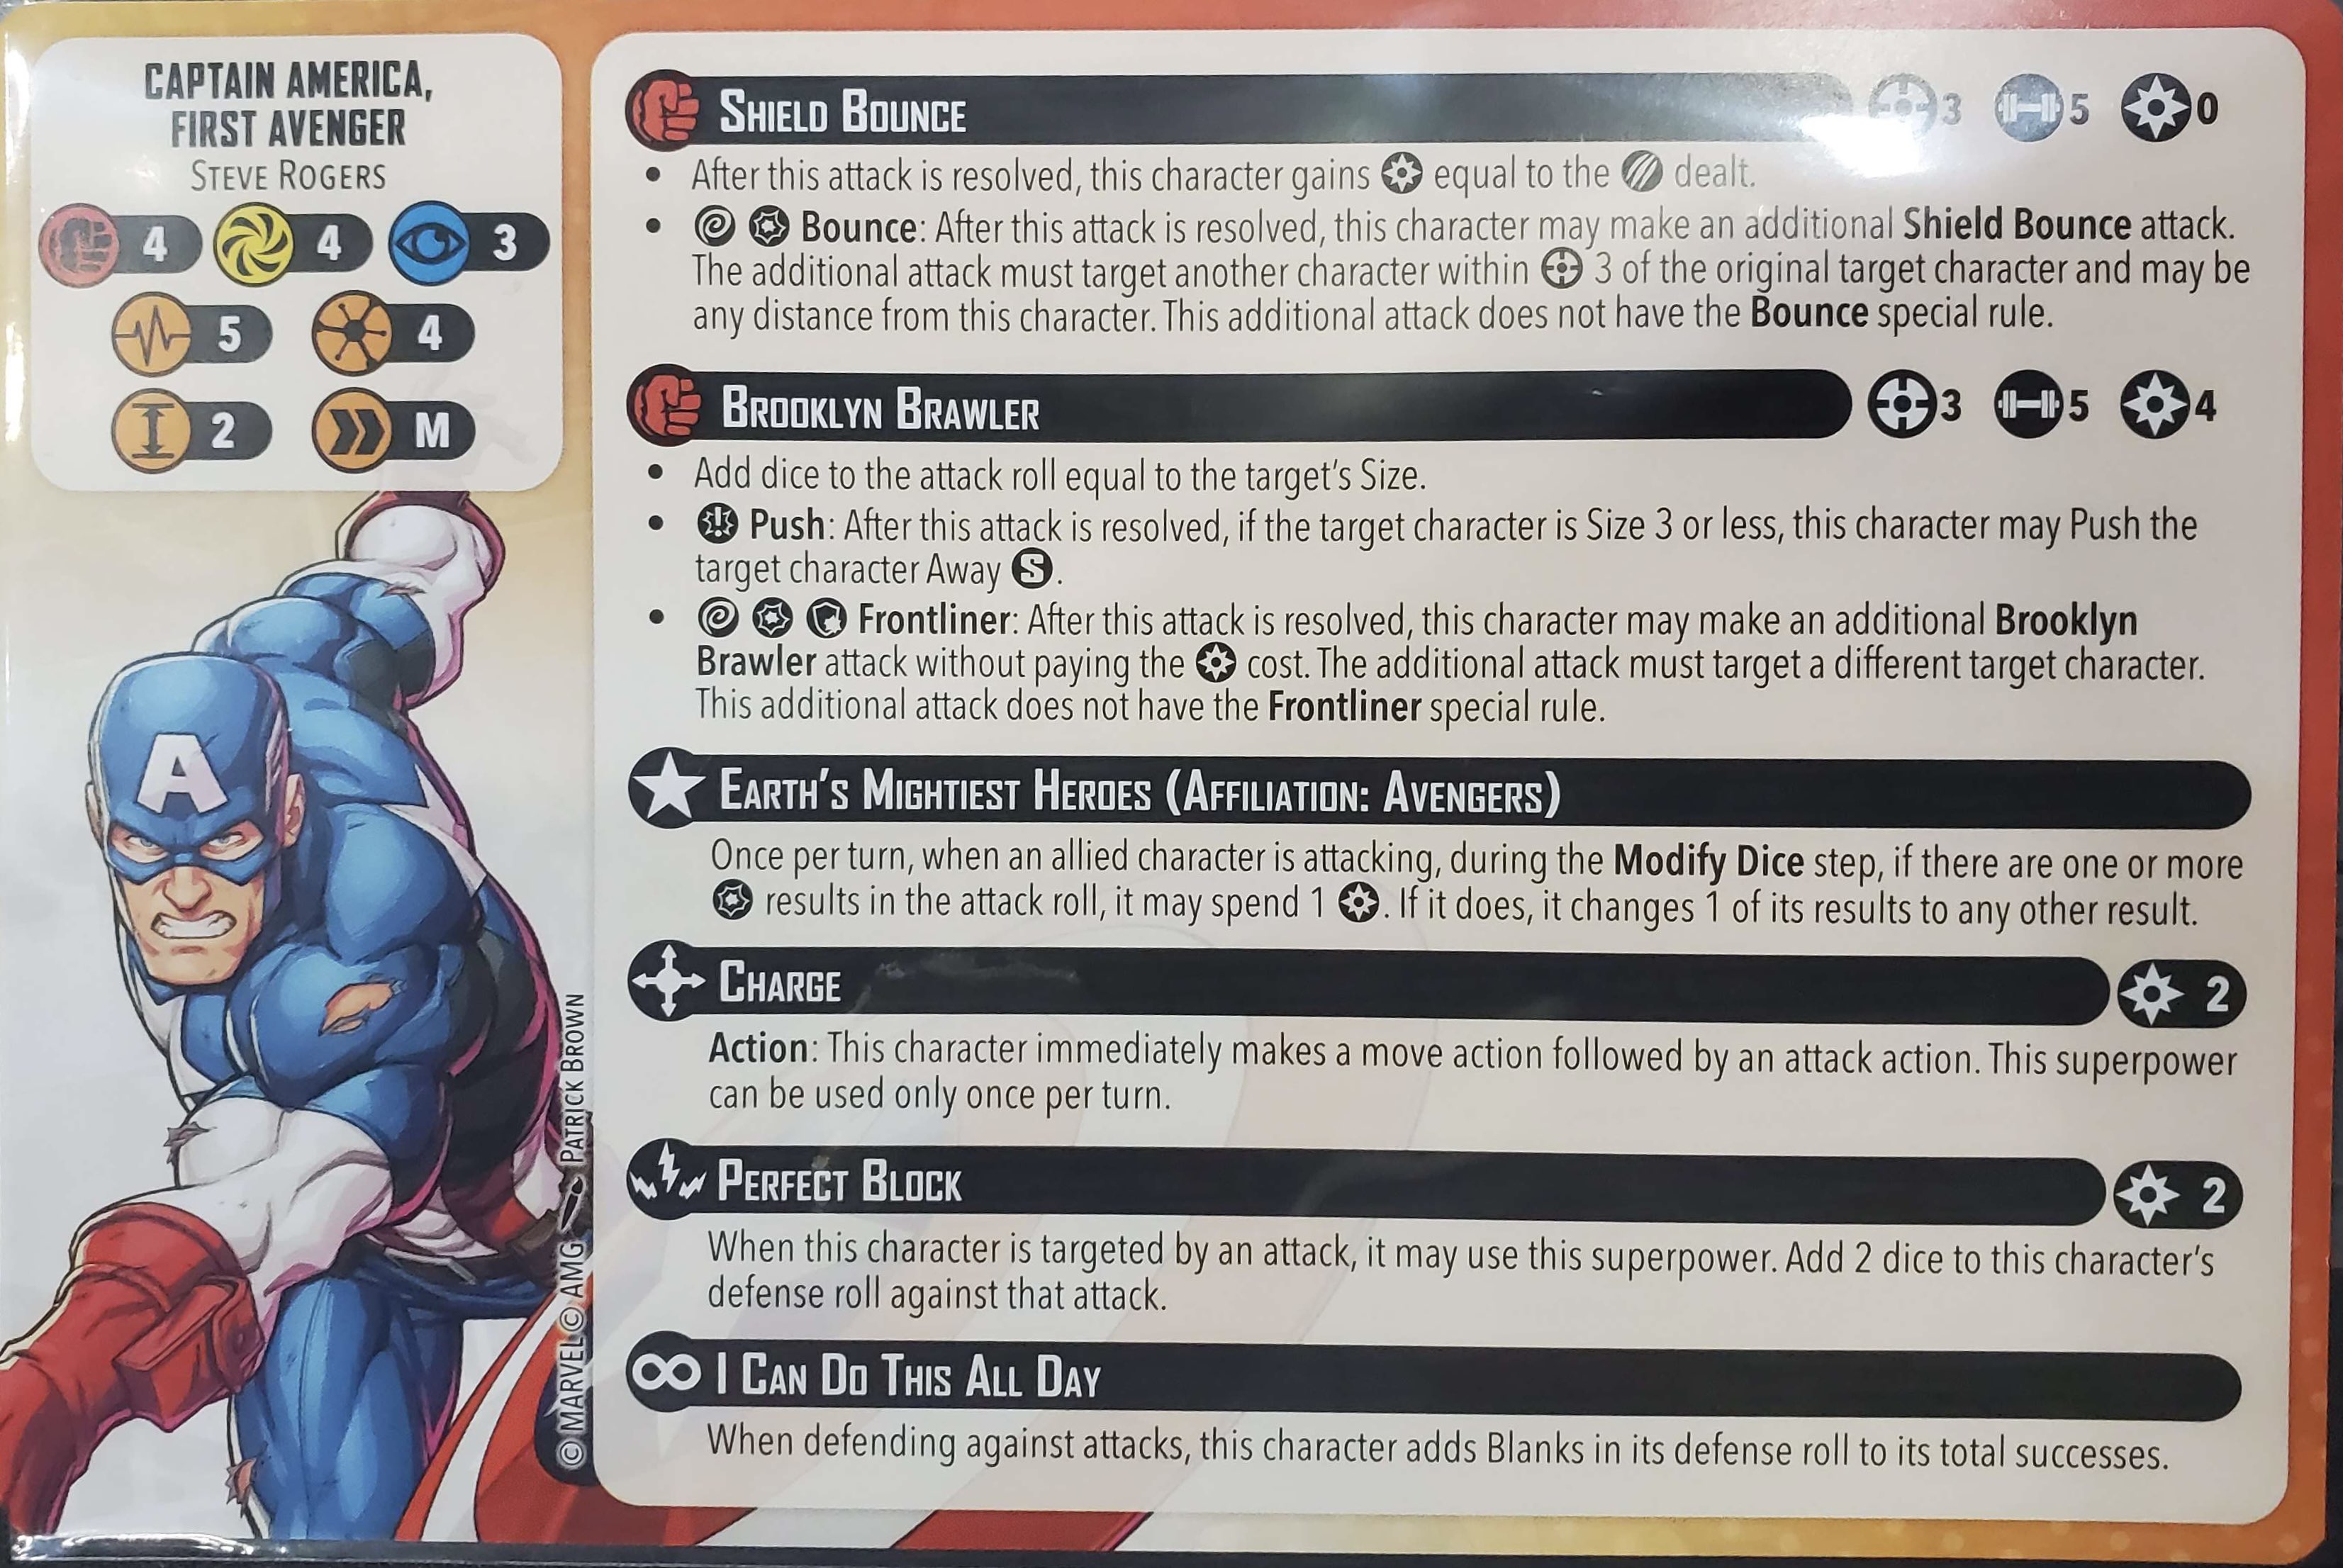 CAPTAIN AMERICA,
FIRST AVENGER
STEVE ROGERS
4 4 3
5 4
2 M
SHIELD BOUNCE 3 5 0
• After this attack is resolved, this character gains equal to the dealt.
• Bounce: After this attack is resolved, this character may make an additional Shield Bounce attack.
The additional attack must target another character within 3 of the original target character and may be
any distance from this character. This additional attack does not have the Bounce special rule.
BROOKLYN BRAWLER 3 5 4
• Add dice to the attack roll equal to the target's Size.
• Push: After this attack is resolved, if the target character is Size 3 or less, this character may Push the
target character Away S.
• Frontliner: After this attack is resolved, this character may make an additional Brooklyn
Brawler attack without paying the cost. The additional attack must target a different target character.
This additional attack does not have the Frontliner special rule.
EARTH'S MIGHTIEST HEROES (AFFILIATION: AVENGERS)
Once per turn, when an allied character is attacking, during the Modify Dice step, if there are one or more
results in the attack roll, it may spend 1 . If it does, it changes 1 of its results to any other result.
CHARGE 2
Action: This character immediately makes a move action followed by an attack action. This superpower
can be used only once per turn.
PERFECT BLOCK 2
When this character is targeted by an attack, it may use this superpower. Add 2 dice to this character's
defense roll against that attack.
I CAN DO THIS ALL DAY
When defending against attacks, this character adds Blanks in its defense roll to its total successes.
A
© MARVEL © AMG PATRICK BROWN